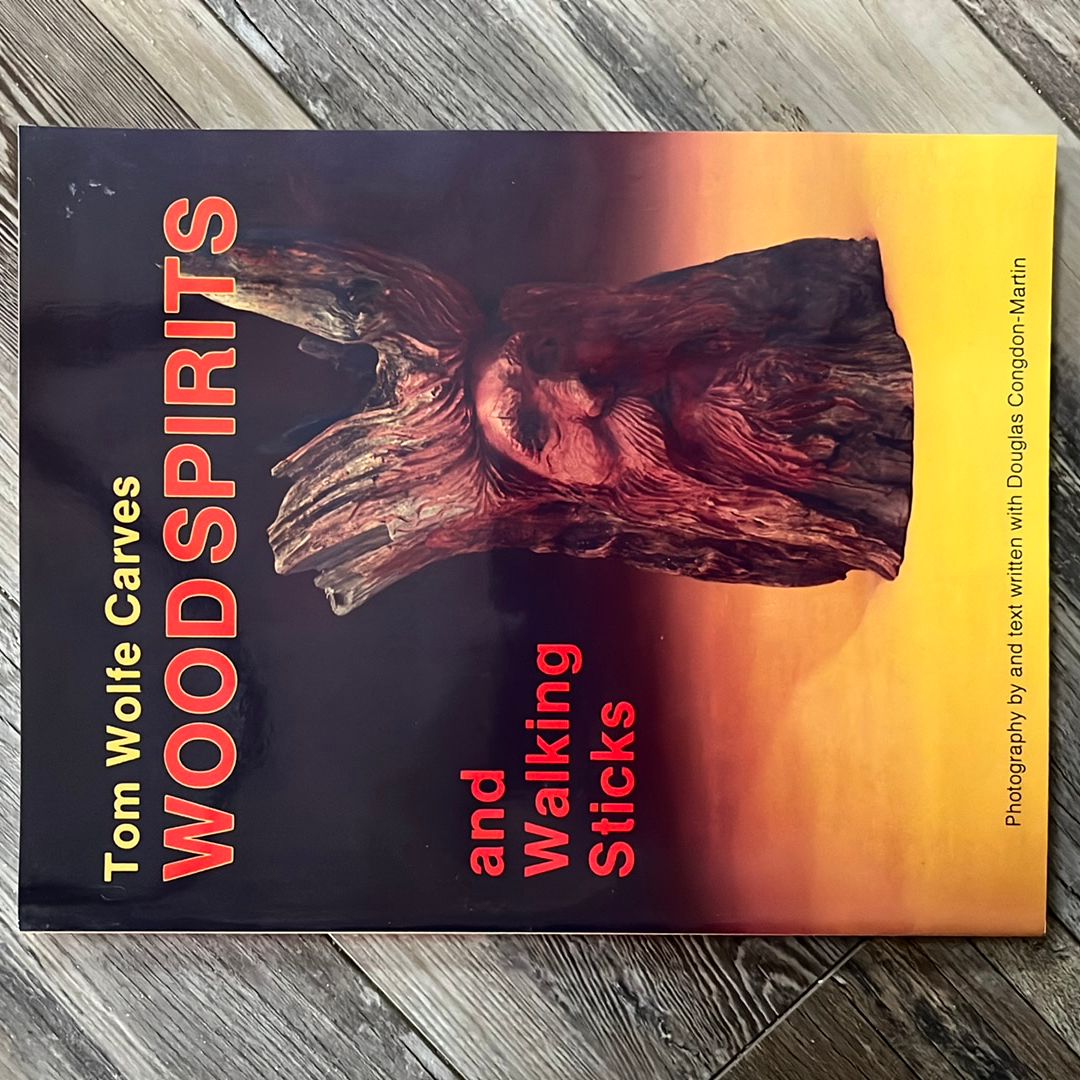 Tom Wolfe Carves
WOODSPIRITS
and
Walking
Sticks
Photography by and text written with Douglas Congdon-Martin